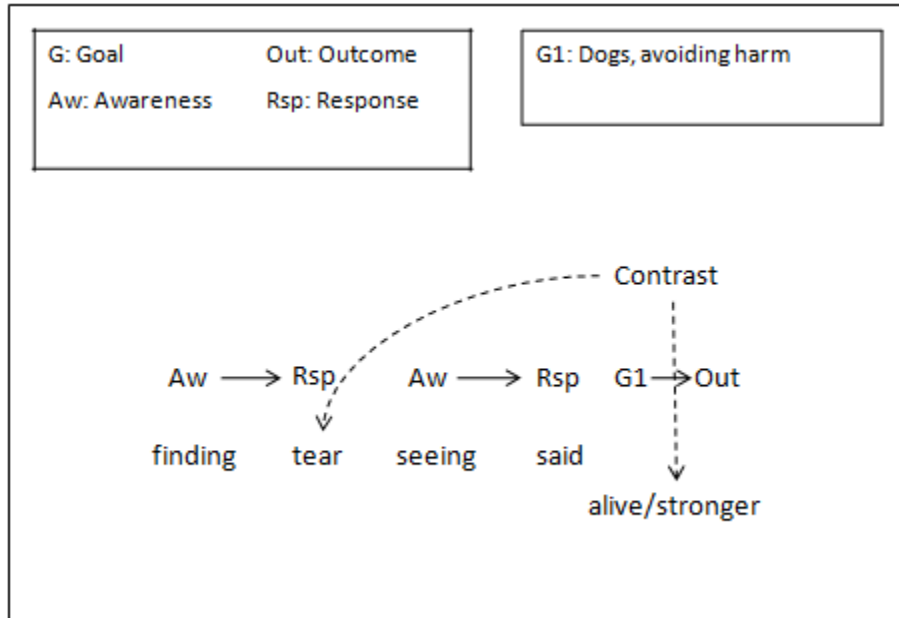 G: Goal Out: Outcome
Aw: Awareness Rsp: Response
G1: Dogs, avoiding harm
Contrast
Aw Rsp Aw Rsp G1 Out
finding tear seeing said
alive/stronger